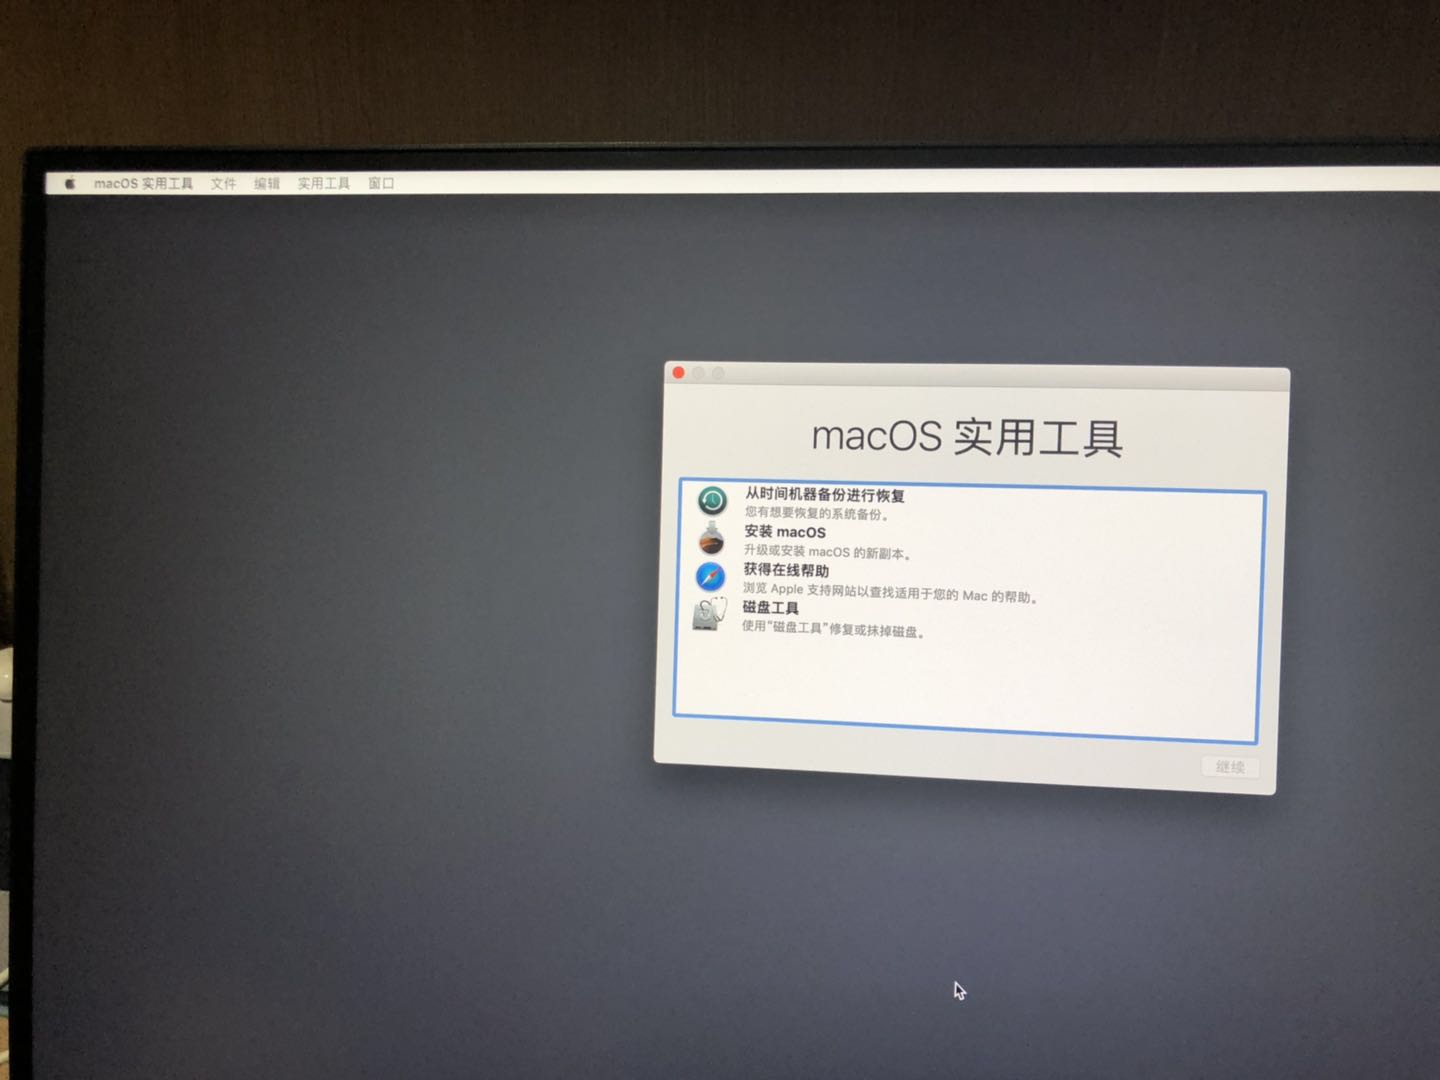 macOS 实用工具 文件 编辑 实用工具 窗口
macOS 实用工具
从时间机器备份进行恢复
您有想要恢复的系统备份。
安装 macOS
升级或安装 macOS 的新副本。
获得在线帮助
浏览 Apple 支持网站以查找适用于您的 Mac 的帮助。
磁盘工具
使用“磁盘工具”修复或抹掉磁盘。
继续